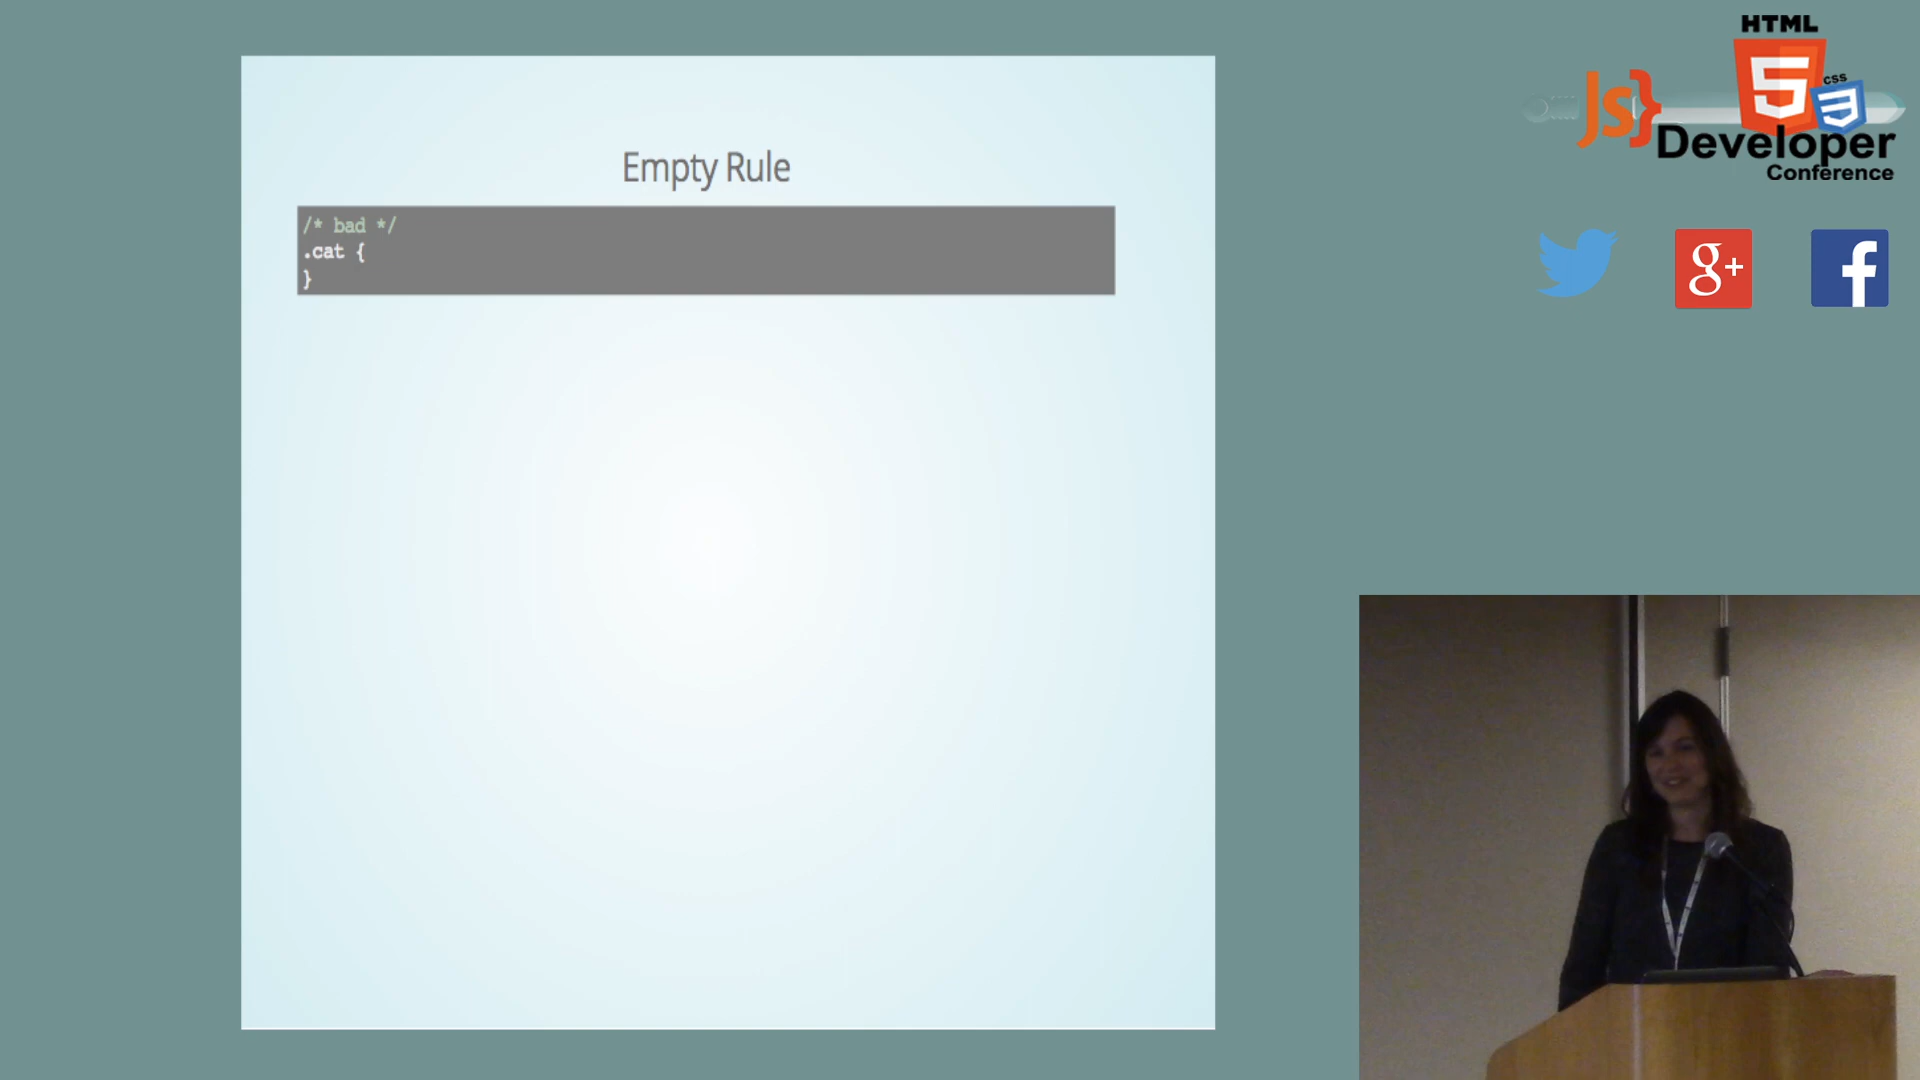 Empty Rule
/* bad */
.cat {
}
HTML
5
css
3
JS}
Developer
Conference
g+
f